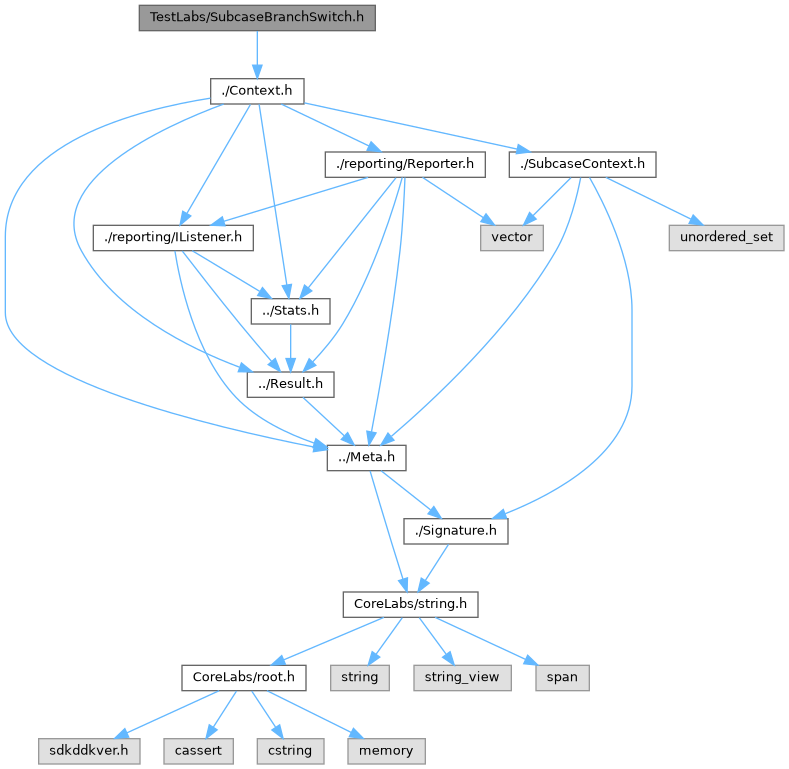 TestLabs/SubcaseBranchSwitch.h
./Context.h
./reporting/Reporter.h
./SubcaseContext.h
./reporting/IListener.h
vector
unordered_set
../Stats.h
../Result.h
../Meta.h
./Signature.h
CoreLabs/string.h
CoreLabs/root.h
string
string_view
span
sdkddkver.h
cassert
cstring
memory